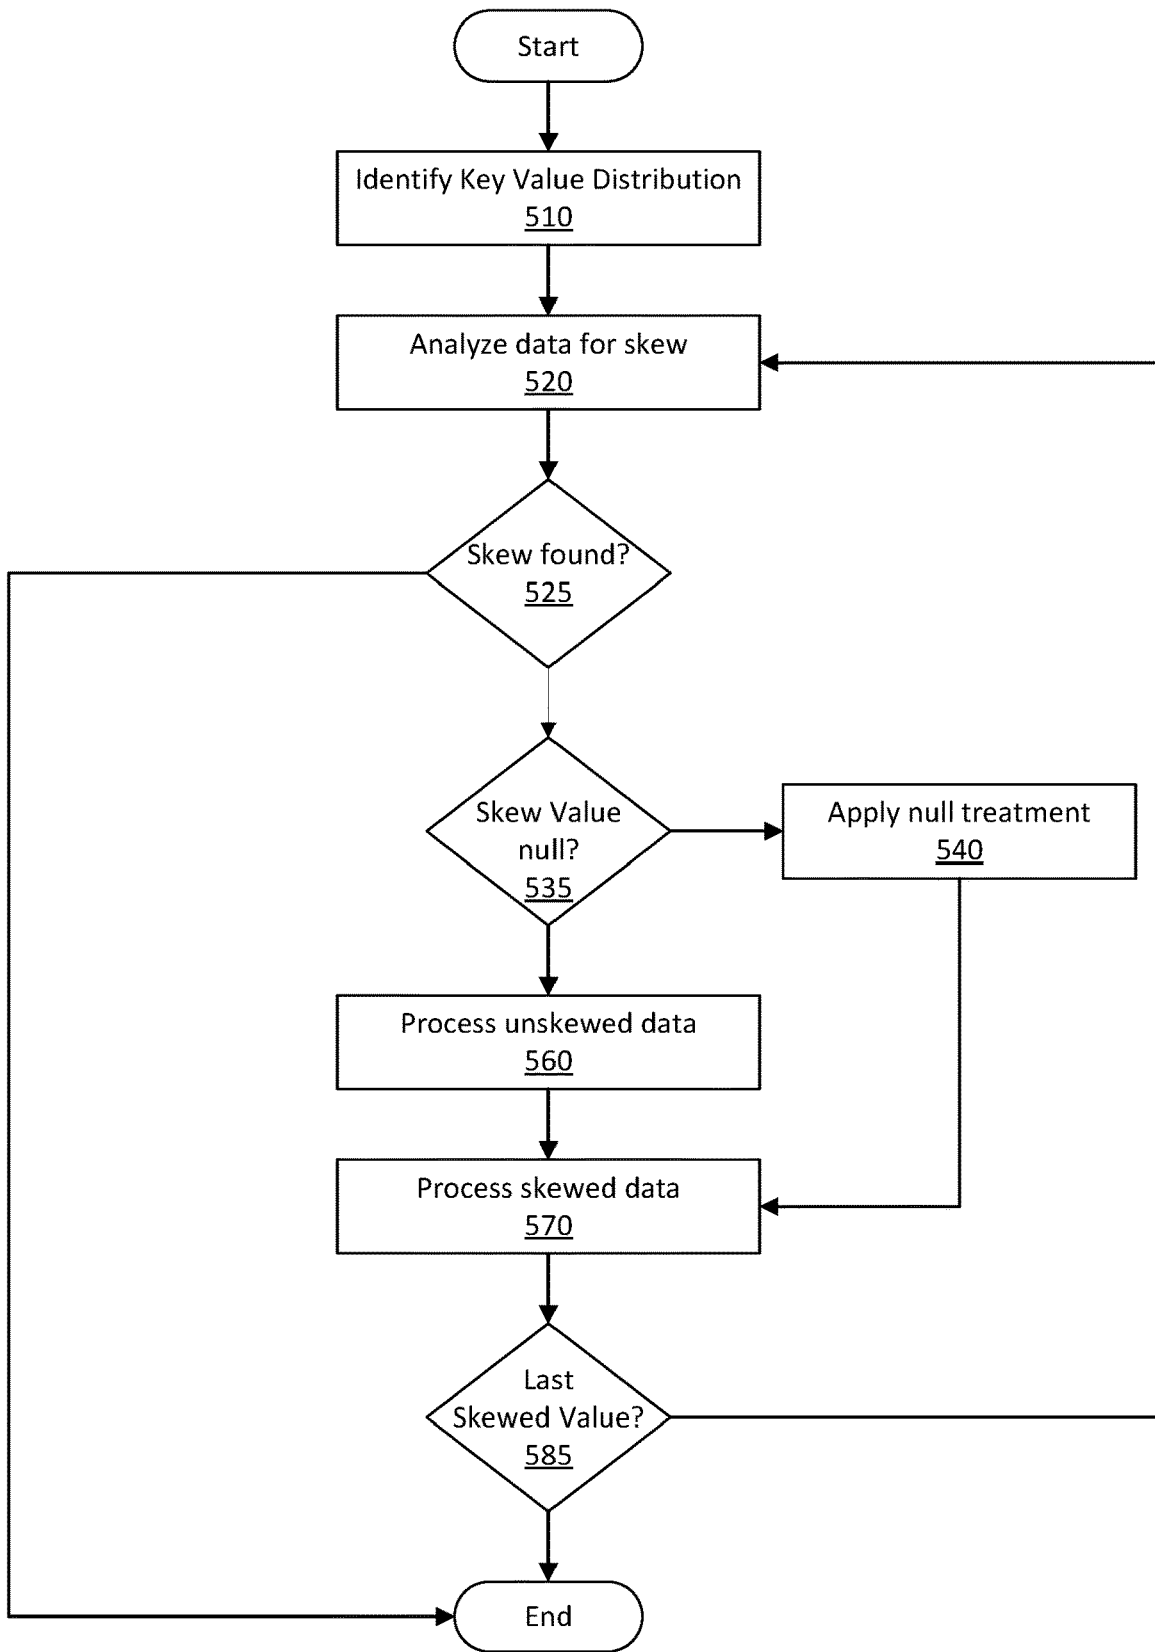 Start
Identify Key Value Distribution
510
Analyze data for skew
520
Skew found?
525
Skew Value
null?
535
Apply null treatment
540
Process unskewed data
560
Process skewed data
570
Last
Skewed Value?
585
End